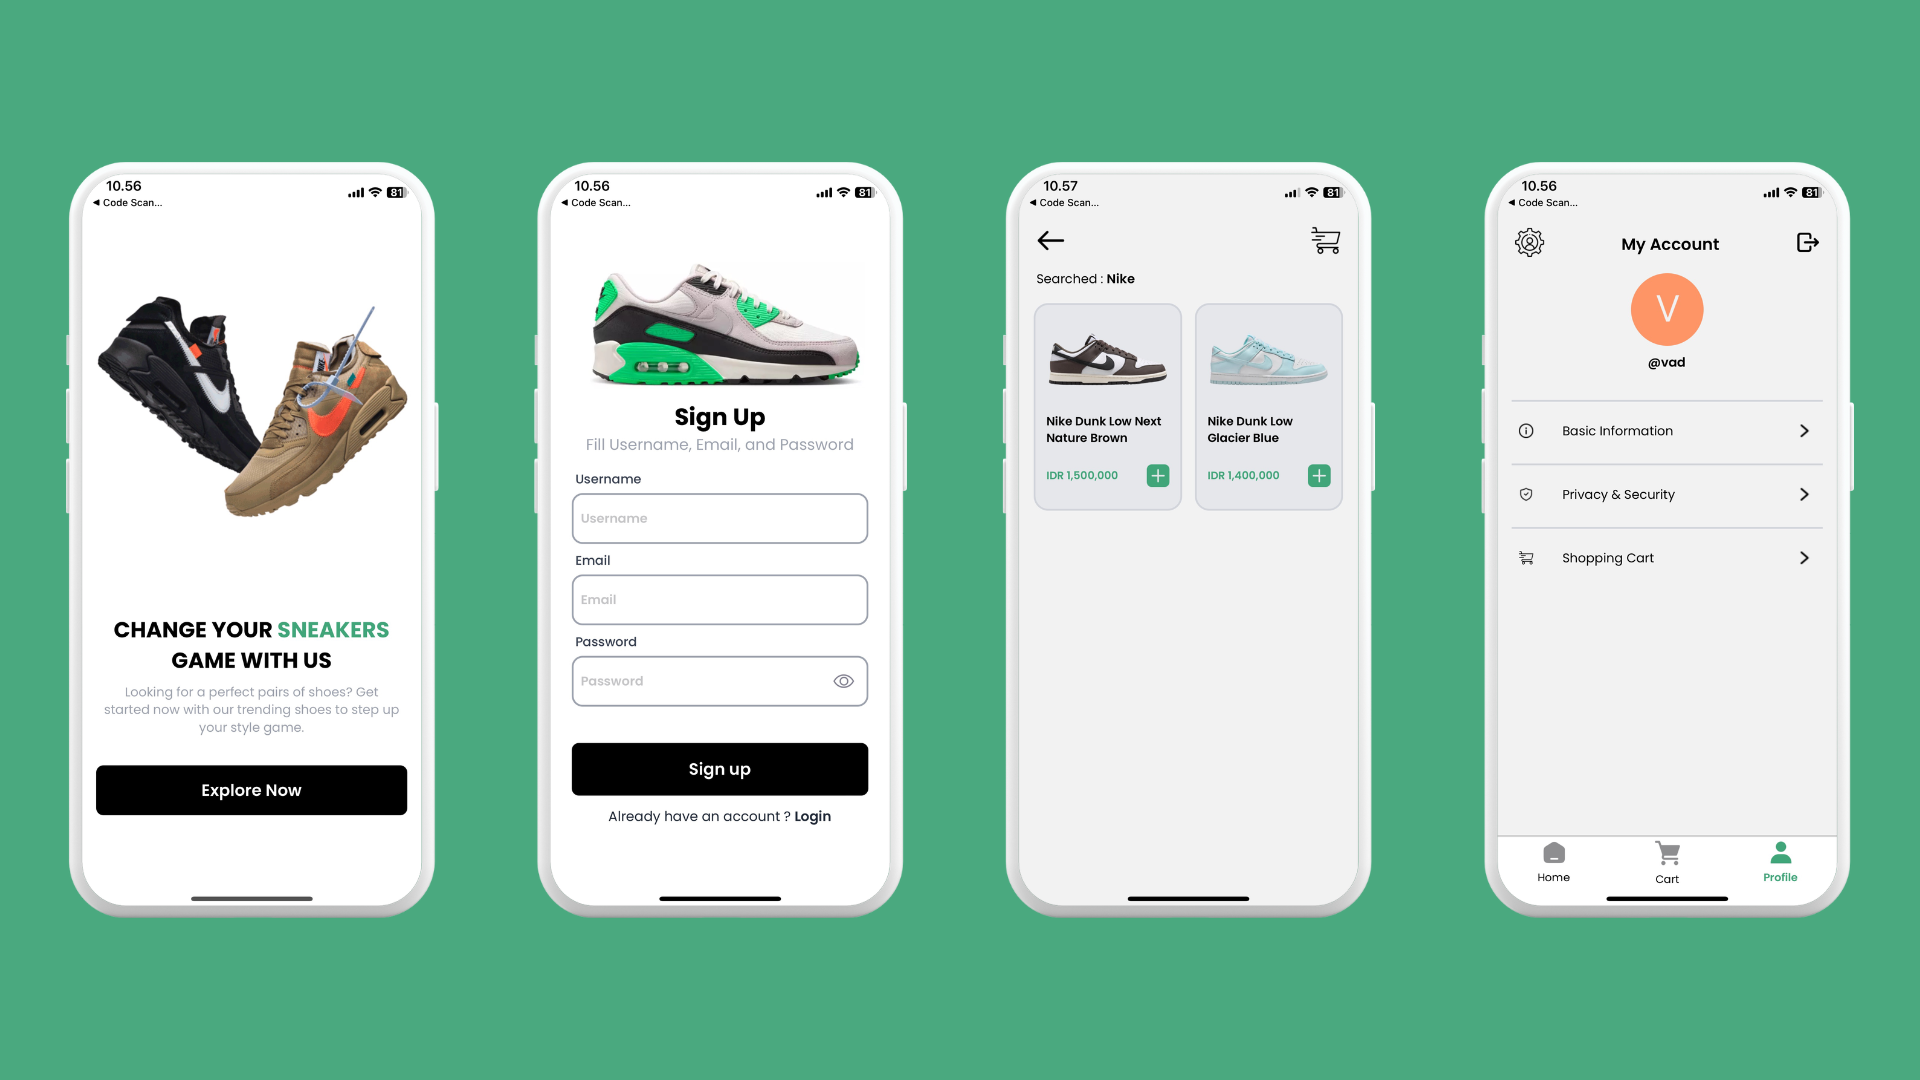 10.56
81
◀ Code Scan...
CHANGE YOUR SNEAKERS
GAME WITH US
Looking for a perfect pairs of shoes? Get
started now with our trending shoes to step up
your style game.
Explore Now
10.56
81
◀ Code Scan...
Sign Up
Fill Username, Email, and Password
Username
Username
Email
Email
Password
Password
Sign up
Already have an account ? Login
10.57
81
◀ Code Scan...
Searched : Nike
Nike Dunk Low Next
Nature Brown
IDR 1,500,000
Nike Dunk Low
Glacier Blue
IDR 1,400,000
10.56
81
◀ Code Scan...
My Account
V
@vad
Basic Information
Privacy & Security
Shopping Cart
Home
Cart
Profile